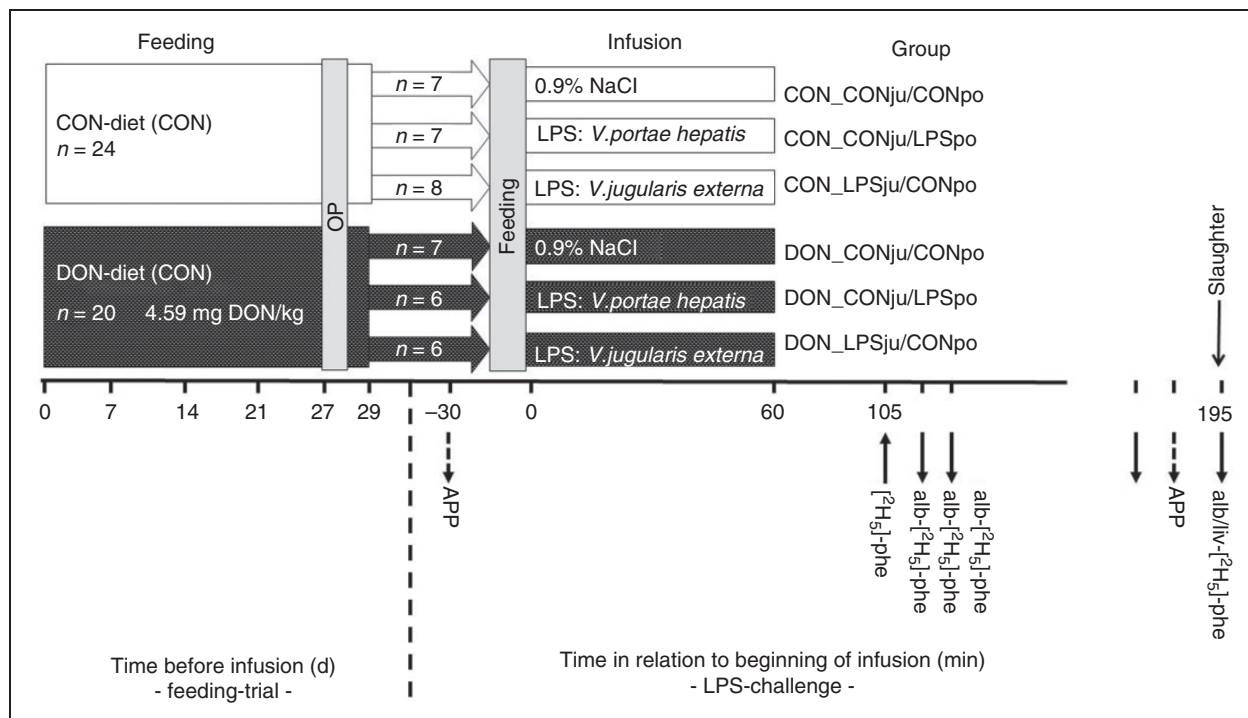 Feeding
Infusion
Group
CON-diet (CON)
n = 24
OP
n = 7
n = 7
n = 8
Feeding
0.9% NaCl
LPS: V.portae hepatis
LPS: V.jugularis externa
CON_CONju/CONpo
CON_CONju/LPSpo
CON_LPSju/CONpo
DON-diet (CON)
n = 20 4.59 mg DON/kg
n = 7
n = 6
n = 6
0.9% NaCl
LPS: V.portae hepatis
LPS: V.jugularis externa
DON_CONju/CONpo
DON_CONju/LPSpo
DON_LPSju/CONpo
Slaughter
0 7 14 21 27 29 –30 0 60 105 195
APP
[²H₅]-phe
alb-[²H₅]-phe
alb-[²H₅]-phe
alb-[²H₅]-phe
APP
alb/liv-[²H₅]-phe
Time before infusion (d)
- feeding-trial -
Time in relation to beginning of infusion (min)
- LPS-challenge -